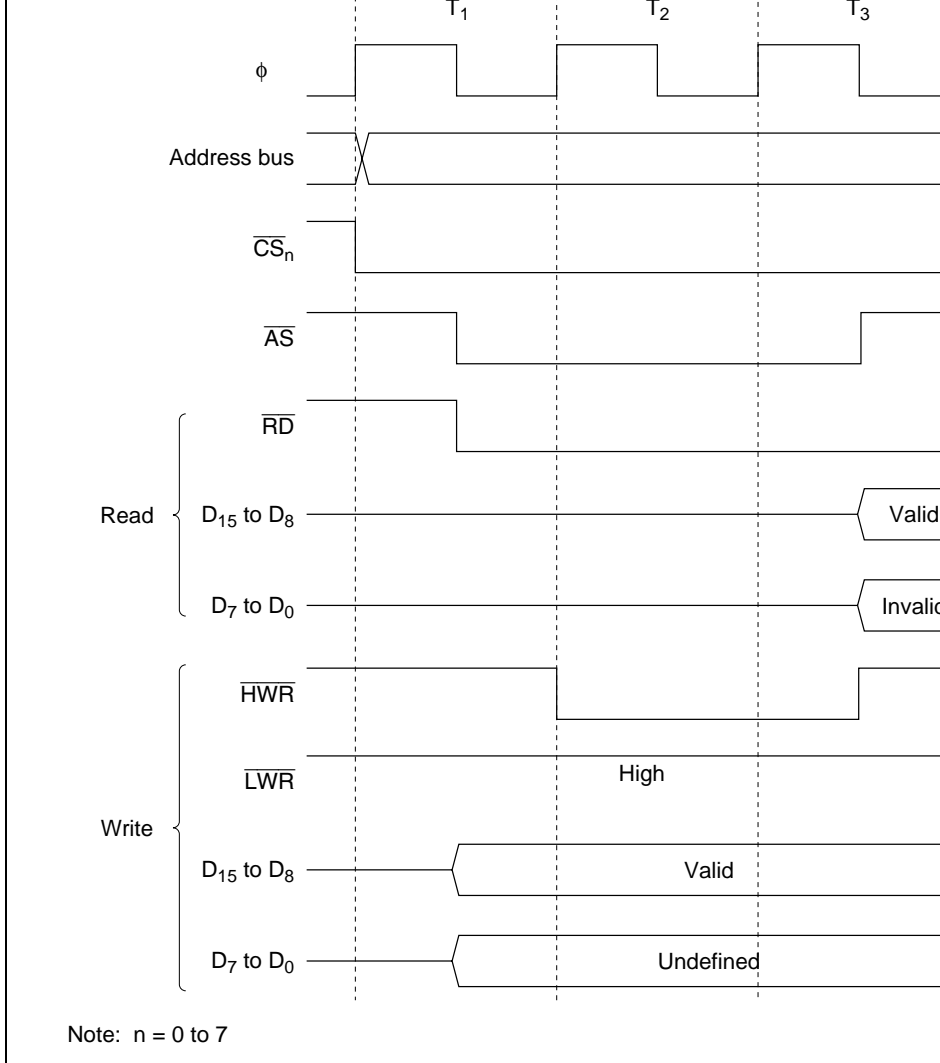 T1 T2 T3
φ
Address bus
CSn
AS
RD
Read
D15 to D8
Valid
D7 to D0
HWR
LWR
High
Write
D15 to D8
Valid
D7 to D0
Undefined
Note: n = 0 to 7